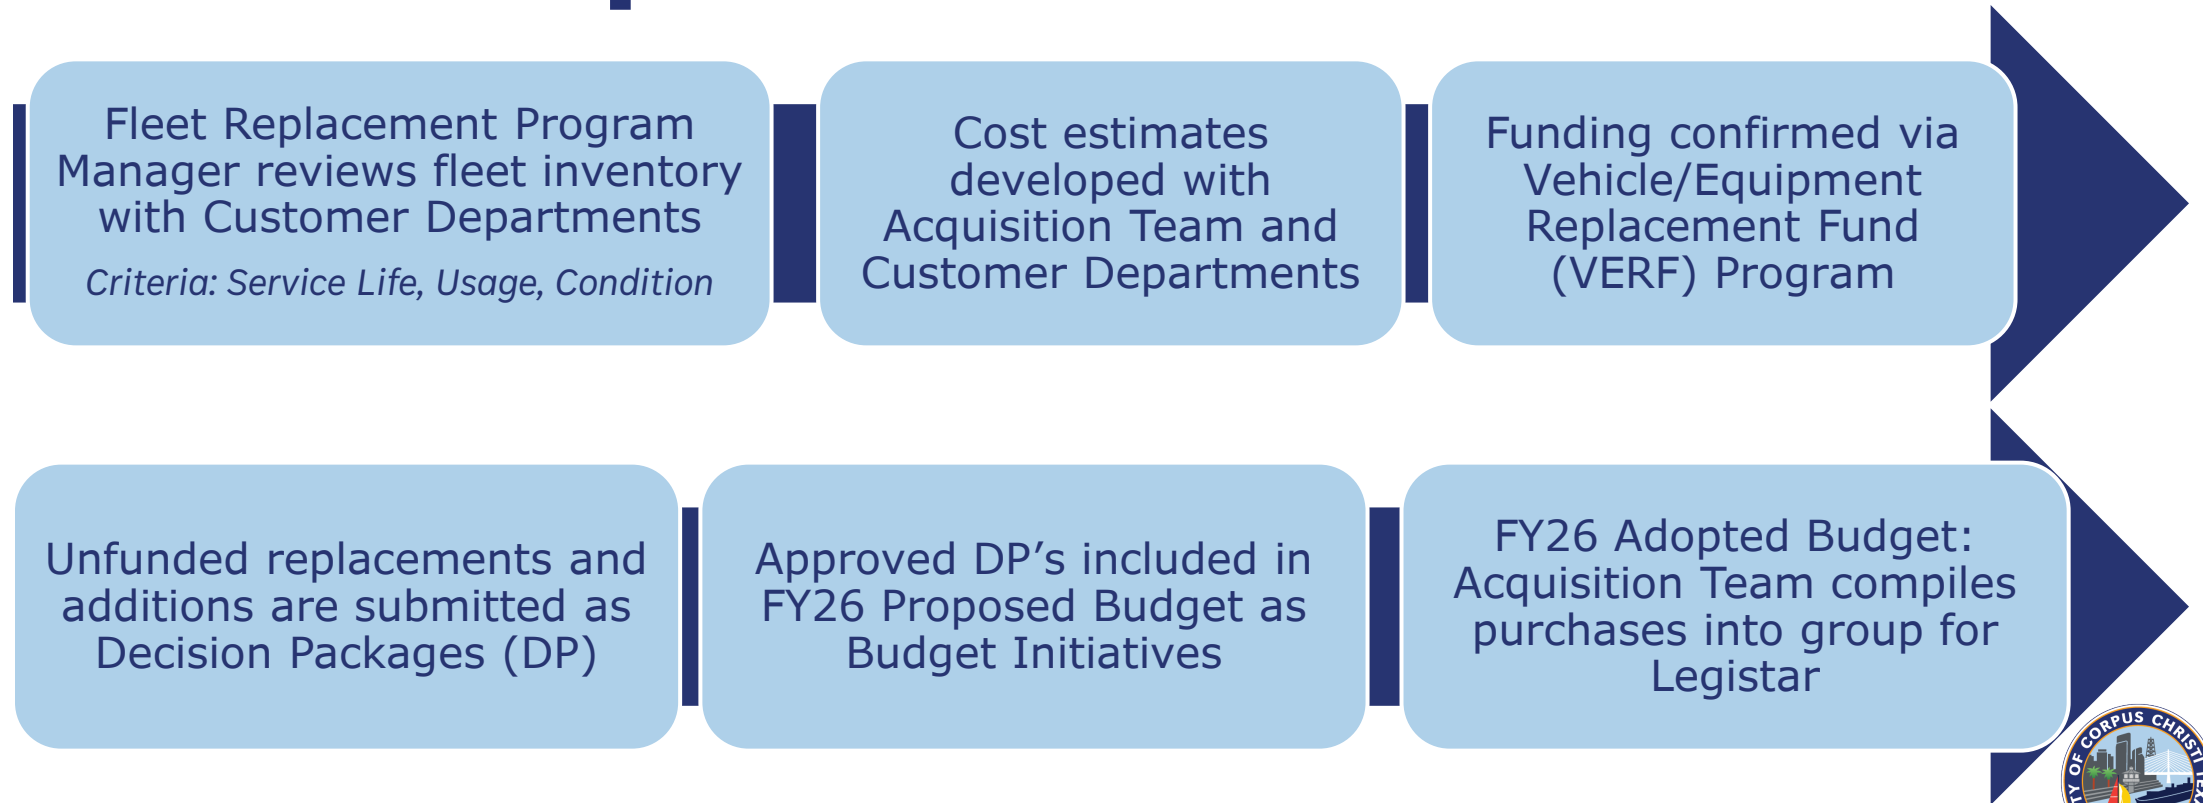 Fleet Replacement Program
Manager reviews fleet inventory
with Customer Departments
Criteria: Service Life, Usage, Condition
Cost estimates
developed with
Acquisition Team and
Customer Departments
Funding confirmed via
Vehicle/Equipment
Replacement Fund
(VERF) Program
Unfunded replacements and
additions are submitted as
Decision Packages (DP)
Approved DP’s included in
FY26 Proposed Budget as
Budget Initiatives
FY26 Adopted Budget:
Acquisition Team compiles
purchases into group for
Legistar
OF CORPUS CHRISTI